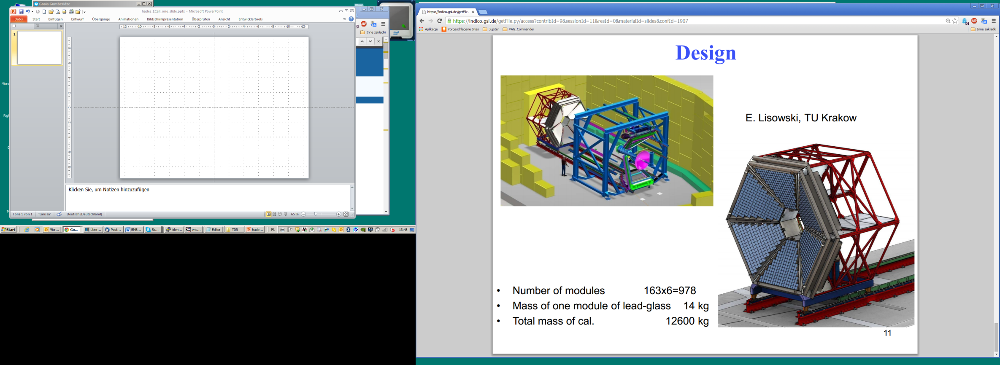 Gosia Gumberidze
hades_ECall_one_slide.pptx - Microsoft PowerPoint
Datei Start Einfügen Entwurf Übergänge Animationen Bildschirmpräsentation Überprüfen Ansicht Entwicklertools
1
Inne zakładki
Klicken Sie, um Notizen hinzuzufügen
Folie 1 von 1 "Larissa" Deutsch (Deutschland) 65 %
Micro
Start Micr... Go... Über... Post... BMB... Sk... lxlen... vnc... Editor TDR hade... PL 13:48
https://indico.gsi.de/getFile.
https://indico.gsi.de/getFile.py/access?contribId=9&sessionId=11&resId=0&materialId=slides&confId=1907
Aplikacje Vorgeschlagene Sites Jupiter VAG_Commander Inne zakładki
Design
E. Lisowski, TU Krakow
• Number of modules 163x6=978
• Mass of one module of lead-glass 14 kg
• Total mass of cal. 12600 kg
11